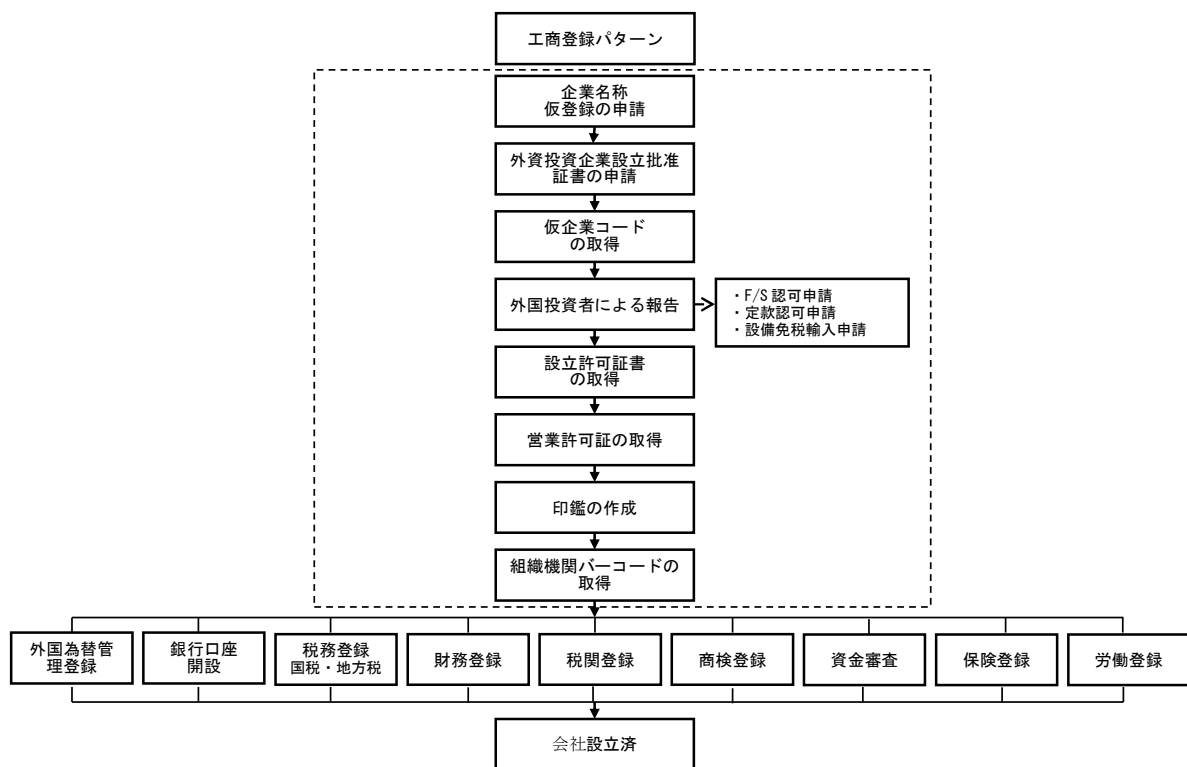 工商登録パターン
企業名称
仮登録の申請
外資投資企業設立批准
証書の申請
仮企業コード
の取得
外国投資者による報告
・F/S 認可申請
・定款認可申請
・設備免税輸入申請
設立許可証書
の取得
営業許可証の取得
印鑑の作成
組織機関バーコードの
取得
外国為替管
理登録
銀行口座
開設
税務登録
国税・地方税
財務登録
税関登録
商検登録
資金審査
保険登録
労働登録
会社設立済